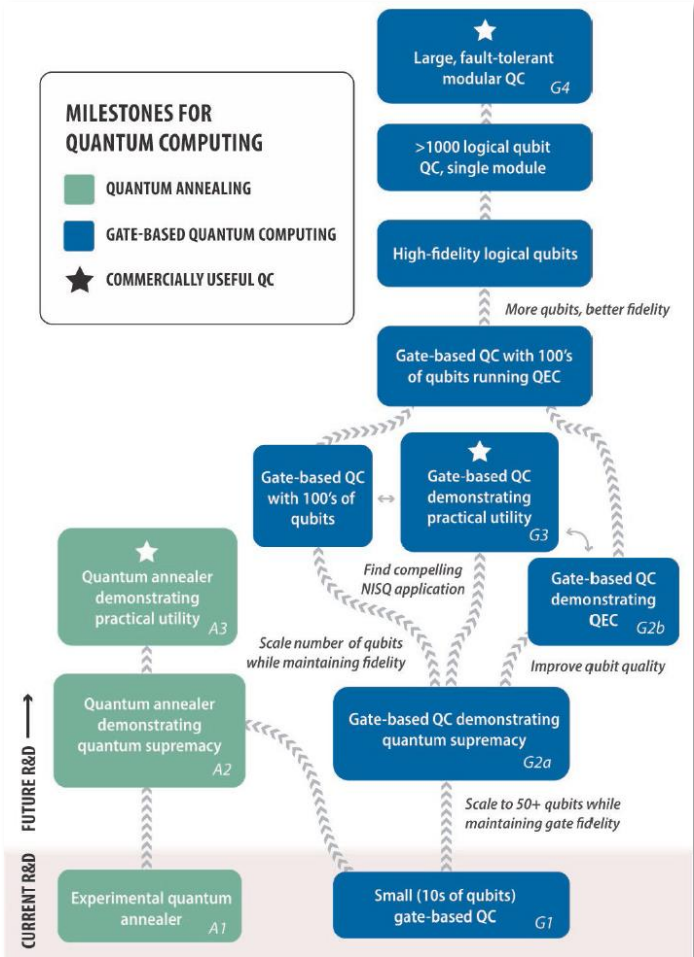 MILESTONES FOR
QUANTUM COMPUTING
QUANTUM ANNEALING
GATE-BASED QUANTUM COMPUTING
COMMERCIALLY USEFUL QC
Large, fault-tolerant
modular QC
G4
>1000 logical qubit
QC, single module
High-fidelity logical qubits
More qubits, better fidelity
Gate-based QC with 100's
of qubits running QEC
Gate-based QC
with 100's of
qubits
Gate-based QC
demonstrating
practical utility
G3
Quantum annealer
demonstrating
practical utility
A3
Find compelling
NISQ application
Gate-based QC
demonstrating
QEC
G2b
Scale number of qubits
while maintaining fidelity
Improve qubit quality
Quantum annealer
demonstrating
quantum supremacy
A2
Gate-based QC demonstrating
quantum supremacy
G2a
Scale to 50+ qubits while
maintaining gate fidelity
FUTURE R&D
CURRENT R&D
Experimental quantum
annealer
A1
Small (10s of qubits)
gate-based QC
G1